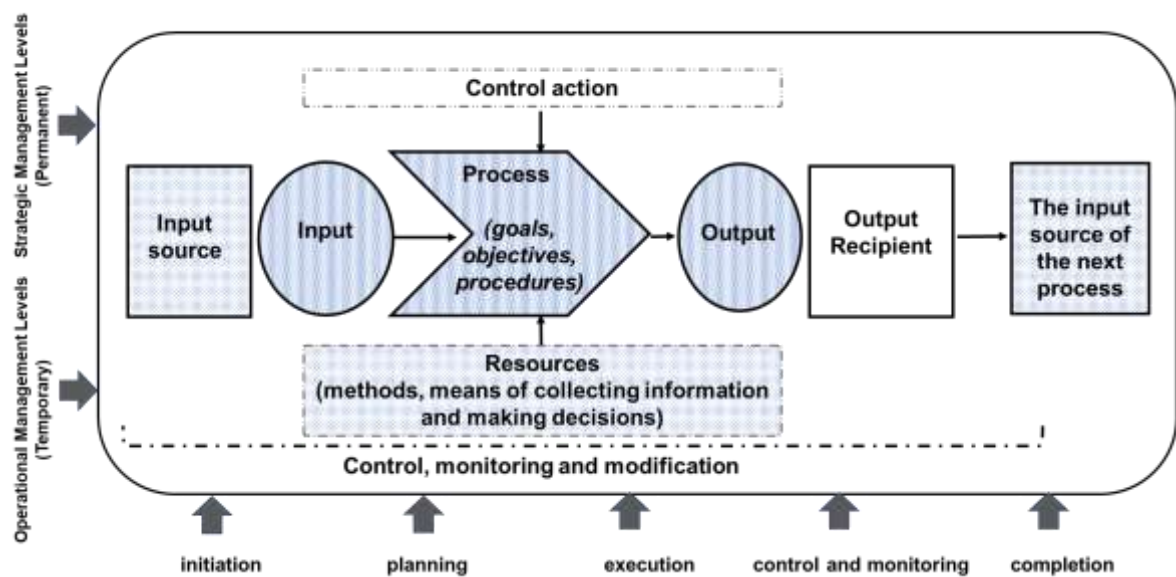 Strategic Management Levels
(Permanent)
Operational Management Levels
(Temporary)
Control action
Input
source
Input
Process
(goals,
objectives,
procedures)
Output
Output
Recipient
The input
source of
the next
process
Resources
(methods, means of collecting information
and making decisions)
Control, monitoring and modification
initiation
planning
execution
control and monitoring
completion